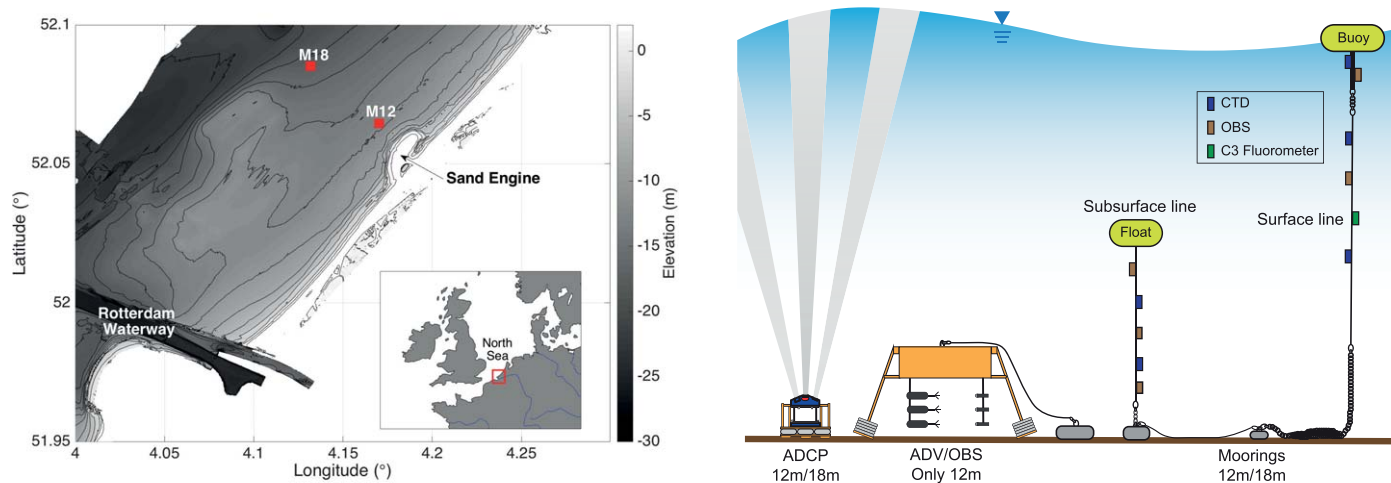 52.1
52.05
52
51.95
Latitude (°)
4
4.05
4.1
4.15
4.2
4.25
Longitude (°)
M18
M12
Sand Engine
Rotterdam
Waterway
North
Sea
0
-5
-10
-15
-20
-25
-30
Elevation (m)
Buoy
CTD
OBS
C3 Fluorometer
Subsurface line
Surface line
Float
ADCP
12m/18m
ADV/OBS
Only 12m
Moorings
12m/18m